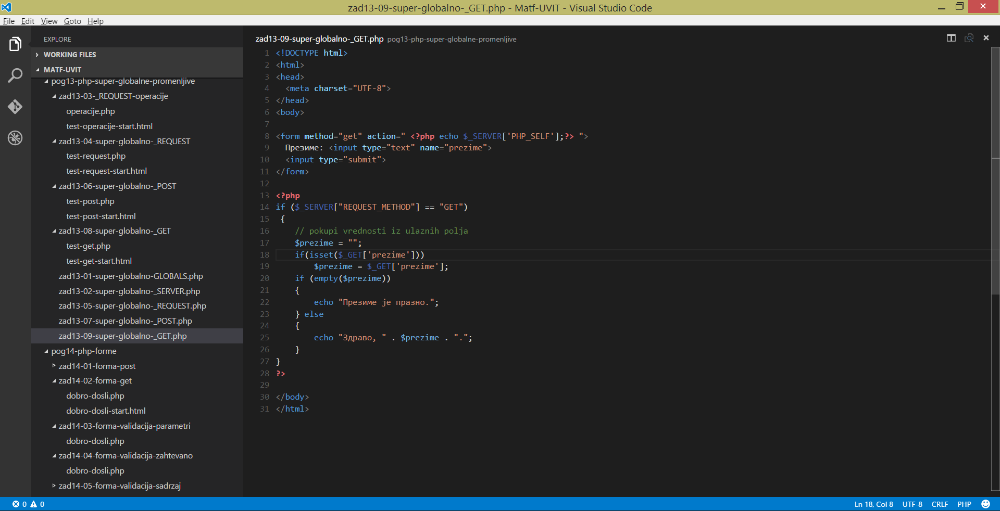 zad13-09-super-globalno-_GET.php - Matf-UVIT - Visual Studio Code
File Edit View Goto Help
EXPLORE
WORKING FILES
MATF-UVIT
pog13-php-super-globalne-promenljive
zad13-03-_REQUEST-operacije
operacije.php
test-operacije-start.html
zad13-04-super-globalno-_REQUEST
test-request.php
test-request-start.html
zad13-06-super-globalno-_POST
test-post.php
test-post-start.html
zad13-08-super-globalno-_GET
test-get.php
test-get-start.html
zad13-01-super-globalno-GLOBALS.php
zad13-02-super-globalno-_SERVER.php
zad13-05-super-globalno-_REQUEST.php
zad13-07-super-globalno-_POST.php
zad13-09-super-globalno-_GET.php
pog14-php-forme
zad14-01-forma-post
zad14-02-forma-get
dobro-dosli.php
dobro-dosli-start.html
zad14-03-forma-validacija-parametri
dobro-dosli.php
zad14-04-forma-validacija-zahtevano
dobro-dosli.php
zad14-05-forma-validacija-sadrzaj
zad13-09-super-globalno-_GET.php pog13-php-super-globalne-promenljive
1 <!DOCTYPE html>
2 <html>
3 <head>
4   <meta charset="UTF-8">
5 </head>
6 <body>
7
8 <form method="get" action=" <?php echo $_SERVER['PHP_SELF'];?> ">
9   Презиме: <input type="text" name="prezime">
10   <input type="submit">
11 </form>
12
13 <?php
14 if ($_SERVER["REQUEST_METHOD"] == "GET")
15  {
16     // pokupi vrednosti iz ulaznih polja
17     $prezime = "";
18     if(isset($_GET['prezime']))
19         $prezime = $_GET['prezime'];
20     if (empty($prezime))
21     {
22         echo "Презиме је празно.";
23     } else
24     {
25         echo "Здраво, " . $prezime . ".";
26     }
27 }
28 ?>
29
30 </body>
31 </html>
0 0 Ln 18, Col 8 UTF-8 CRLF PHP